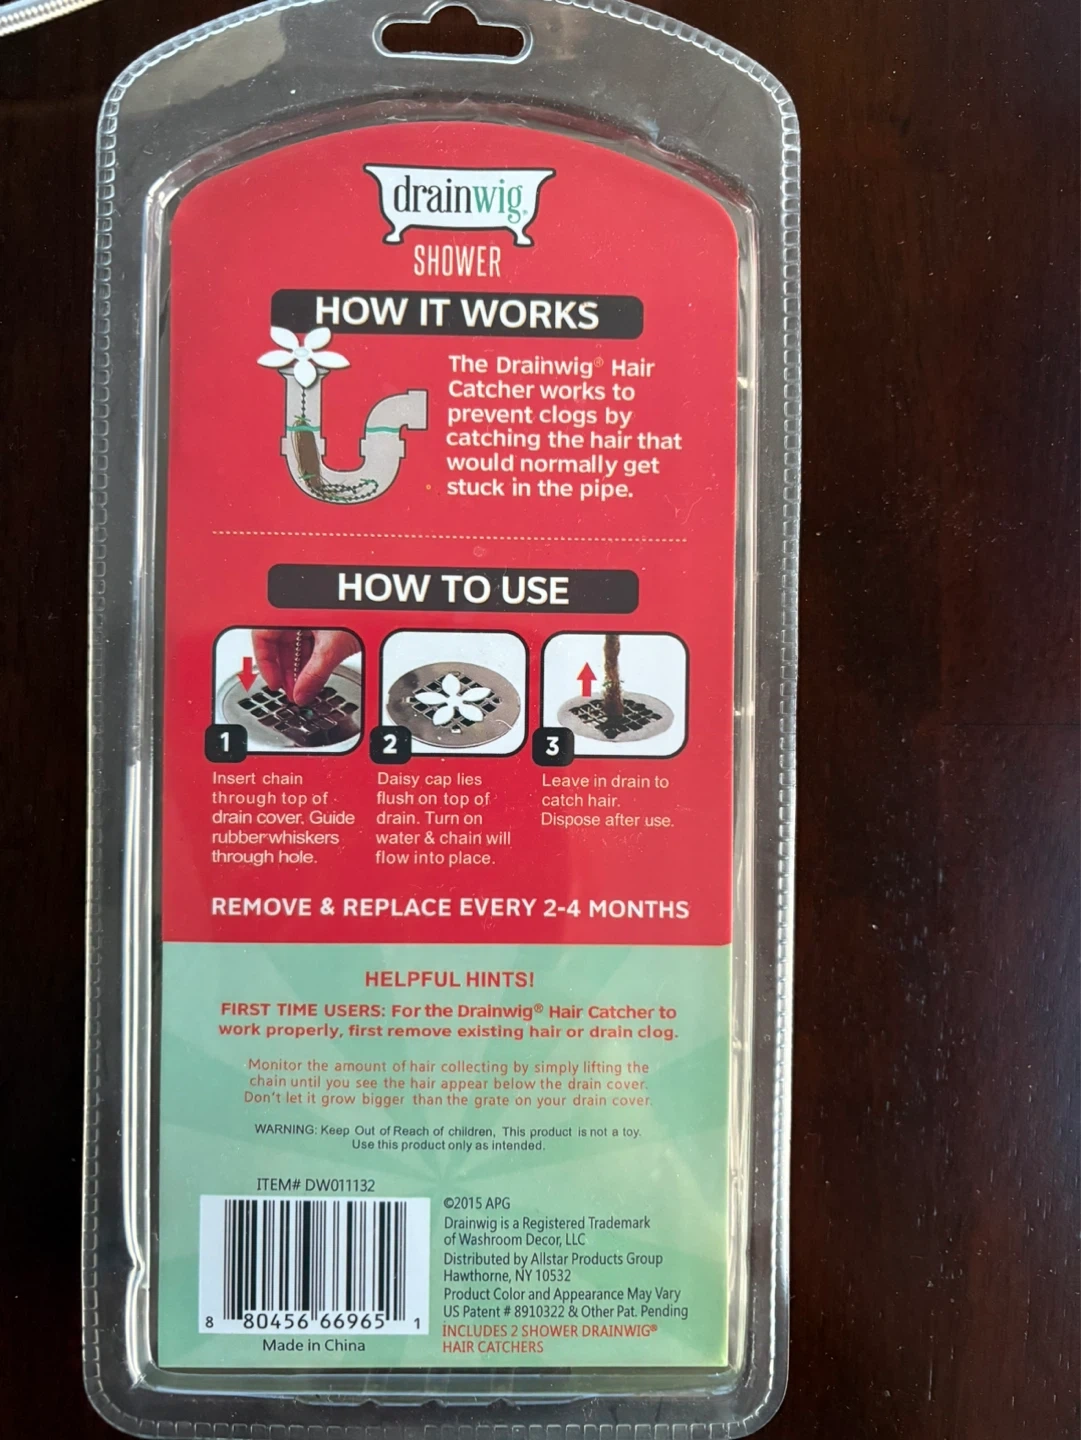 drainwig®
SHOWER
HOW IT WORKS
The Drainwig® Hair
Catcher works to
prevent clogs by
catching the hair that
would normally get
stuck in the pipe.
HOW TO USE
1
Insert chain
through top of
drain cover. Guide
rubber whiskers
through hole.
2
Daisy cap lies
flush on top of
drain. Turn on
water & chain will
flow into place.
3
Leave in drain to
catch hair.
Dispose after use.
REMOVE & REPLACE EVERY 2-4 MONTHS
HELPFUL HINTS!
FIRST TIME USERS: For the Drainwig® Hair Catcher to
work properly, first remove existing hair or drain clog.
Monitor the amount of hair collecting by simply lifting the
chain until you see the hair appear below the drain cover.
Don't let it grow bigger than the grate on your drain cover.
WARNING: Keep Out of Reach of children, This product is not a toy.
Use this product only as intended.
ITEM# DW011132
8 80456 66965 1
Made in China
©2015 APG
Drainwig is a Registered Trademark
of Washroom Decor, LLC
Distributed by Allstar Products Group
Hawthorne, NY 10532
Product Color and Appearance May Vary
US Patent # 8910322 & Other Pat. Pending
INCLUDES 2 SHOWER DRAINWIG®
HAIR CATCHERS